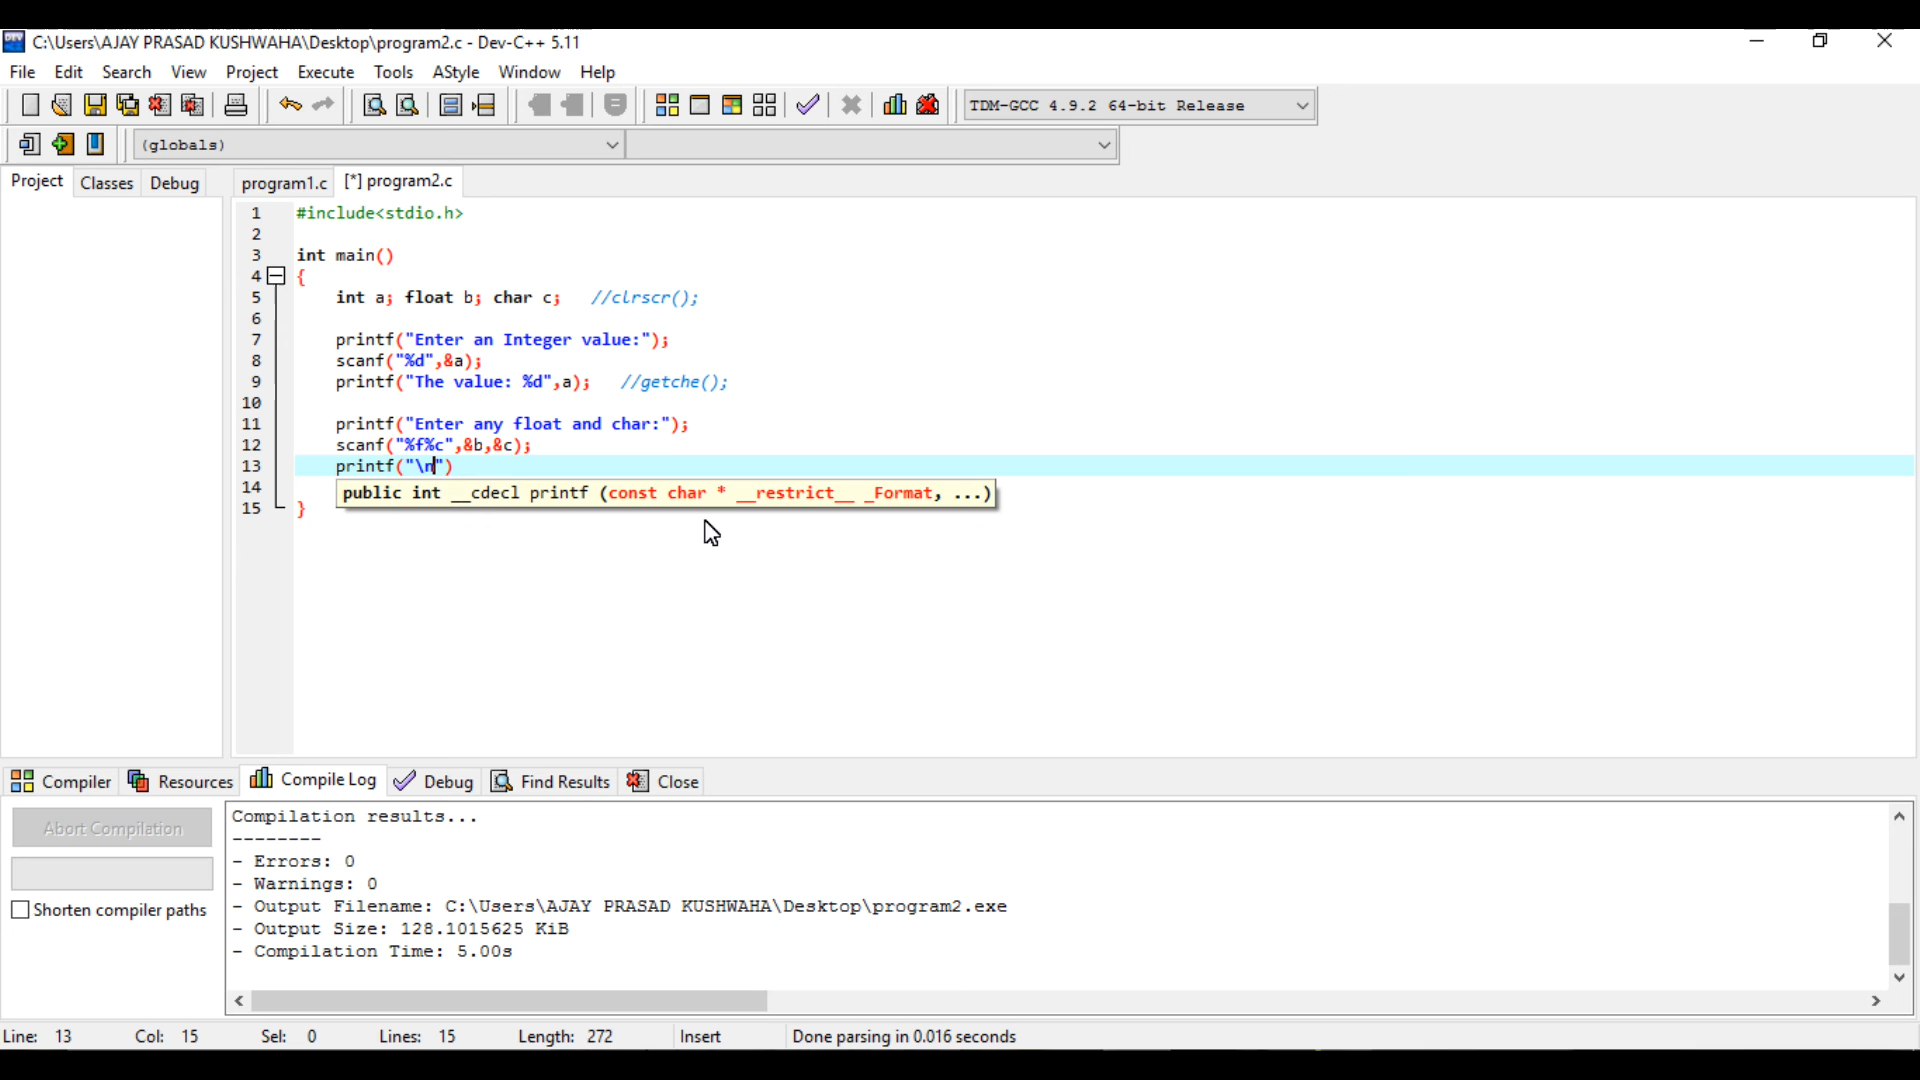 C:\Users\AJAY PRASAD KUSHWAHA\Desktop\program2.c - Dev-C++ 5.11
File Edit Search View Project Execute Tools AStyle Window Help
TDM-GCC 4.9.2 64-bit Release
(globals)
Project Classes Debug program1.c [*] program2.c
1 #include<stdio.h>
2
3 int main()
4 {
5 int a; float b; char c; //clrscr();
6
7 printf("Enter an Integer value:");
8 scanf("%d",&a);
9 printf("The value: %d",a); //getche();
10
11 printf("Enter any float and char:");
12 scanf("%f%c",&b,&c);
13 printf("\n")
14 public int __cdecl printf (const char * __restrict__ _Format, ...)
15 }
Compiler Resources Compile Log Debug Find Results Close
Abort Compilation
Shorten compiler paths
Compilation results...
--------
- Errors: 0
- Warnings: 0
- Output Filename: C:\Users\AJAY PRASAD KUSHWAHA\Desktop\program2.exe
- Output Size: 128.1015625 KiB
- Compilation Time: 5.00s
Line: 13 Col: 15 Sel: 0 Lines: 15 Length: 272 Insert Done parsing in 0.016 seconds